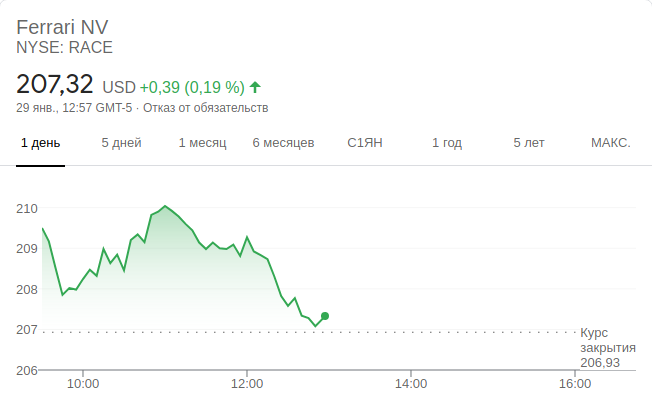 Ferrari NV
NYSE: RACE
207,32 USD +0,39 (0,19 %)
29 янв., 12:57 GMT-5 · Отказ от обязательств
1 день 5 дней 1 месяц 6 месяцев С1ЯН 1 год 5 лет МАКС.
210
209
208
207
Курс
закрытия
206,93
206
10:00 12:00 14:00 16:00